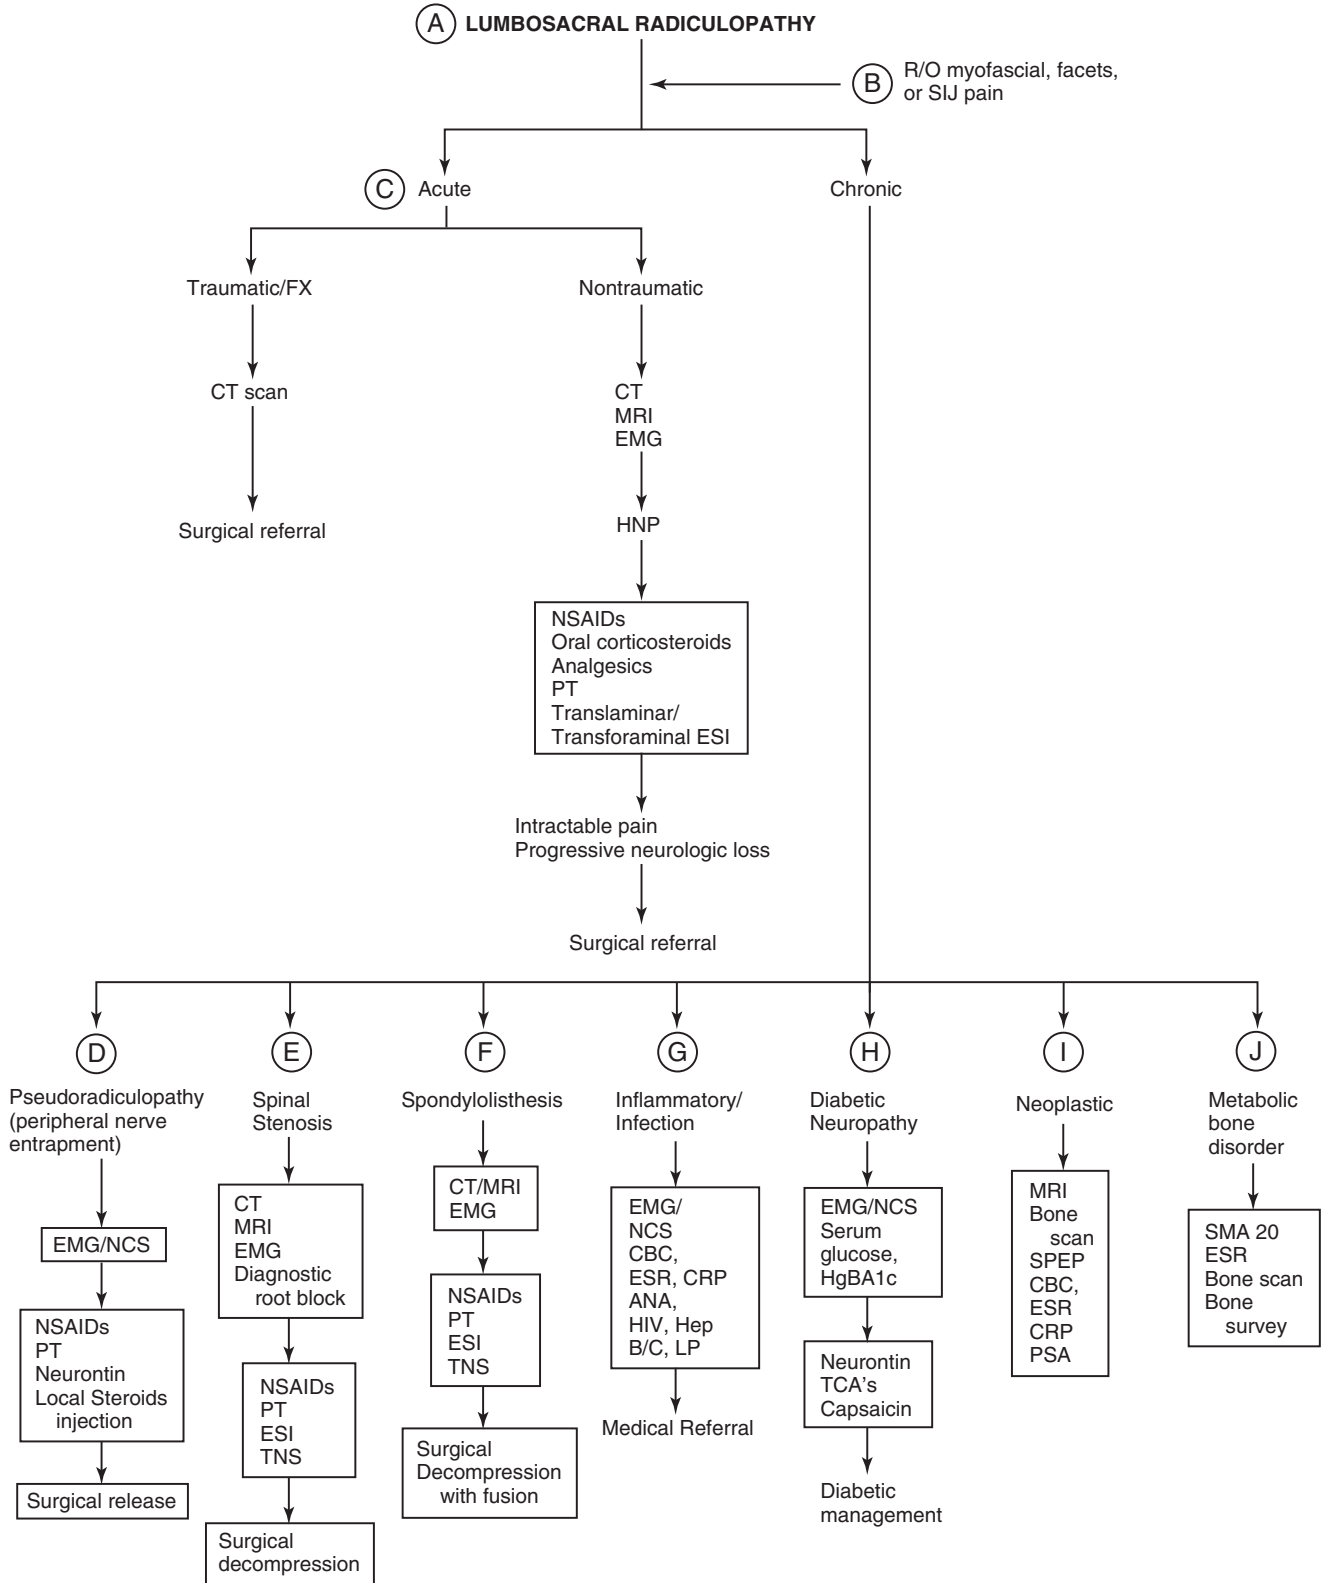 A LUMBOSACRAL RADICULOPATHY
B R/O myofascial, facets,
or SIJ pain
C Acute
Chronic
Traumatic/FX
Nontraumatic
CT scan
CT
MRI
EMG
Surgical referral
HNP
NSAIDs
Oral corticosteroids
Analgesics
PT
Translaminar/
Transforaminal ESI
Intractable pain
Progressive neurologic loss
Surgical referral
D
Pseudoradiculopathy
(peripheral nerve
entrapment)
EMG/NCS
NSAIDs
PT
Neurontin
Local Steroids
injection
Surgical release
E
Spinal
Stenosis
CT
MRI
EMG
Diagnostic
root block
NSAIDs
PT
ESI
TNS
Surgical
decompression
F
Spondylolisthesis
CT/MRI
EMG
NSAIDs
PT
ESI
TNS
Surgical
Decompression
with fusion
G
Inflammatory/
Infection
EMG/
NCS
CBC,
ESR, CRP
ANA,
HIV, Hep
B/C, LP
Medical Referral
H
Diabetic
Neuropathy
EMG/NCS
Serum
glucose,
HgBA1c
Neurontin
TCA's
Capsaicin
Diabetic
management
I
Neoplastic
MRI
Bone
scan
SPEP
CBC,
ESR
CRP
PSA
J
Metabolic
bone
disorder
SMA 20
ESR
Bone scan
Bone
survey